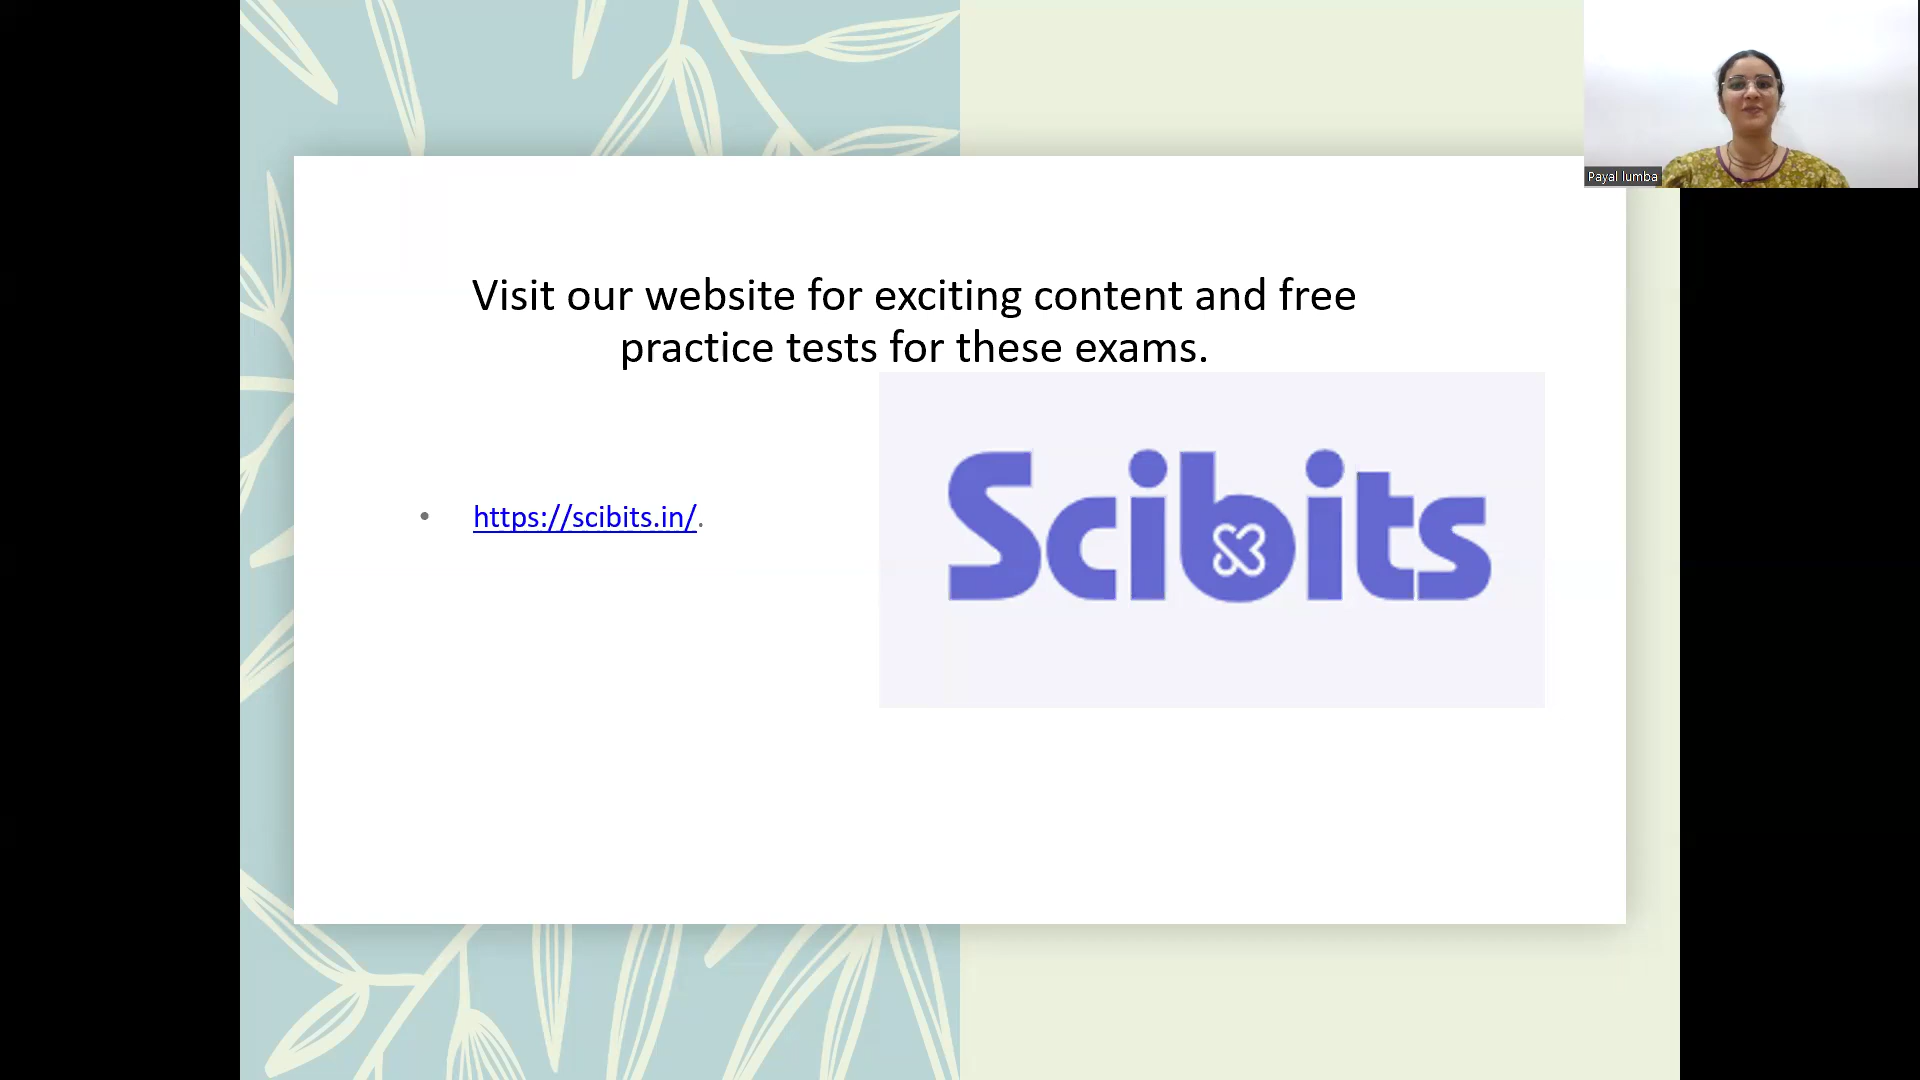 Payal lumba
Visit our website for exciting content and free
practice tests for these exams.
• https://scibits.in/.
Scibits